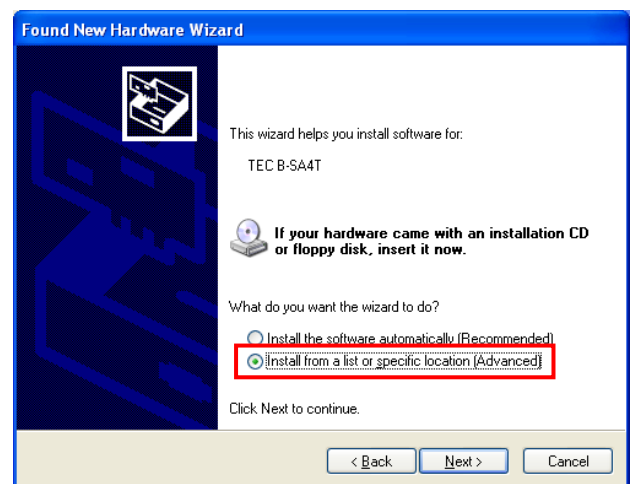 Found New Hardware Wizard
This wizard helps you install software for:
TEC B-SA4T
If your hardware came with an installation CD
or floppy disk, insert it now.
What do you want the wizard to do?
Install the software automatically (Recommended)
Install from a list or specific location (Advanced)
Click Next to continue.
< Back Next > Cancel